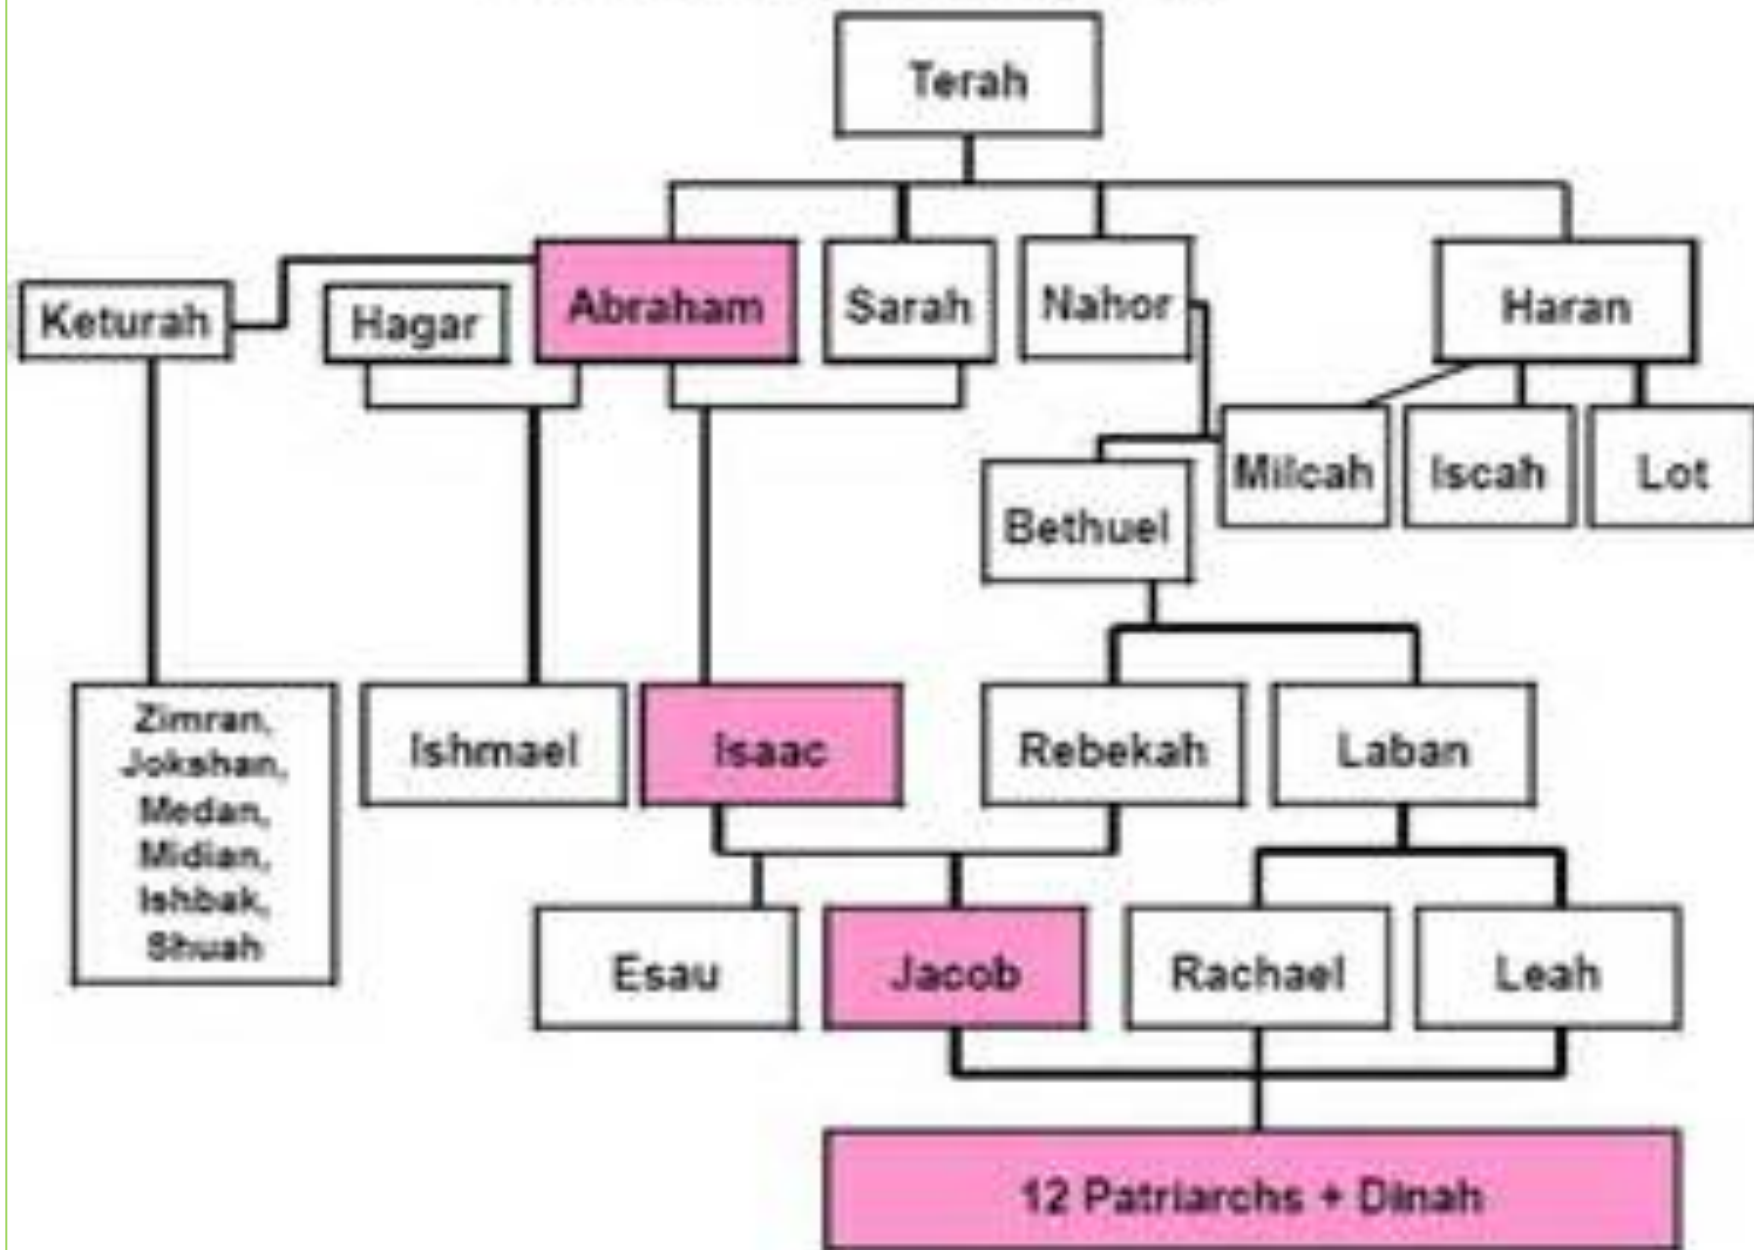 Terah
Keturah
Hagar
Abraham
Sarah
Nahor
Haran
Milcah
Iscah
Lot
Bethuel
Zimran,
Jokshan,
Medan,
Midian,
Ishbak,
Shuah
Ishmael
Isaac
Rebekah
Laban
Esau
Jacob
Rachael
Leah
12 Patriarchs + Dinah